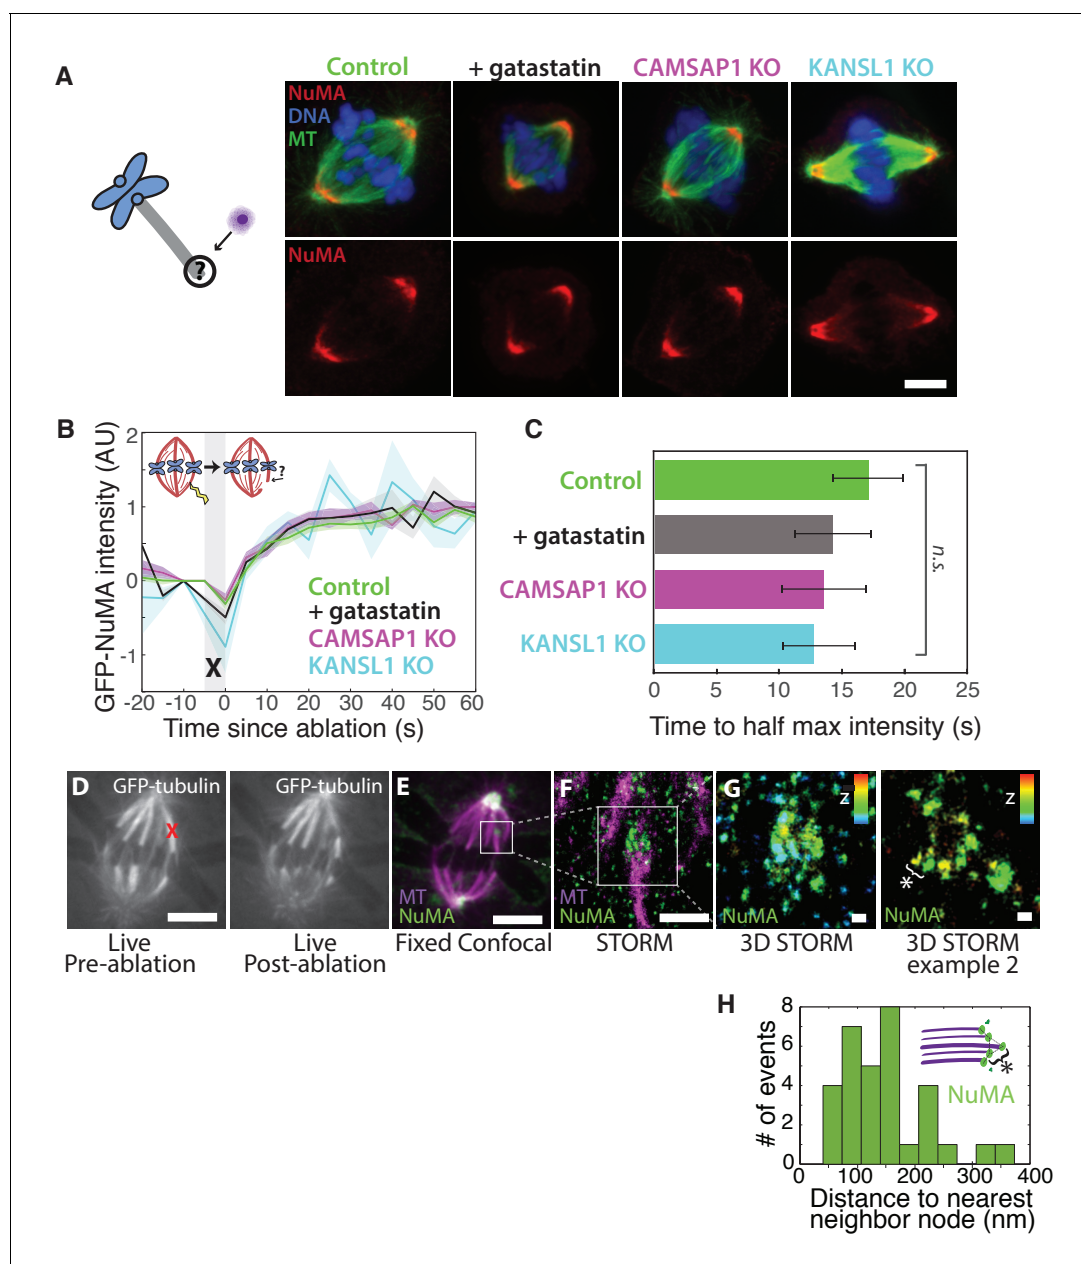 A
Control
+ gatastatin
CAMSAP1 KO
KANSL1 KO
NuMA
DNA
MT
?
NuMA
B
GFP-NuMA intensity (AU)
2
1
0
-1
?
Control
+ gatastatin
CAMSAP1 KO
KANSL1 KO
X
-20 -10 0 10 20 30 40 50 60
Time since ablation (s)
C
Control
+ gatastatin
CAMSAP1 KO
KANSL1 KO
n.s.
0 5 10 15 20 25
Time to half max intensity (s)
D
GFP-tubulin
X
Live
Pre-ablation
GFP-tubulin
Live
Post-ablation
E
MT
NuMA
Fixed Confocal
F
MT
NuMA
STORM
G
z
NuMA
3D STORM
z
*
NuMA
3D STORM
example 2
H
# of events
8
6
4
2
0
*
NuMA
0 100 200 300 400
Distance to nearest
neighbor node (nm)